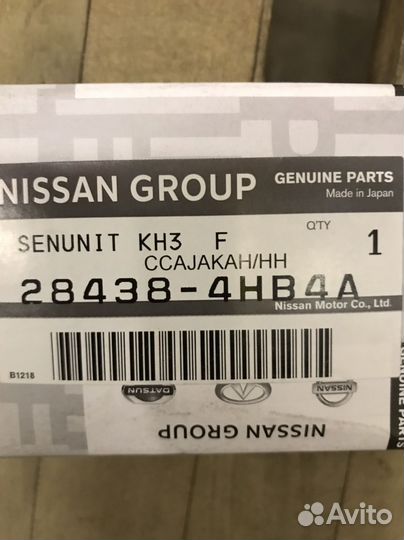 NISSAN GROUP
GENUINE PARTS
Made in Japan
SENUNIT KH3 F
Q'TY
1
CCAJAKAH/HH
28438-4HB4A
Nissan Motor Co., Ltd.
B1218
DATSUN
NISSAN
NISSAN GROUP
GENUINE PARTS
Avito